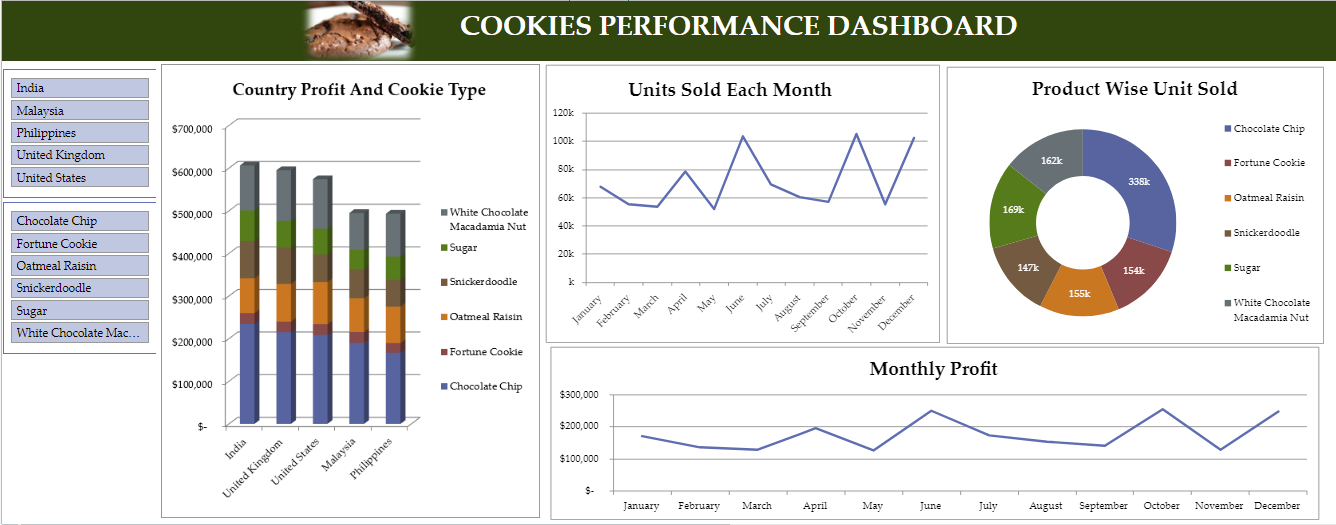 COOKIES PERFORMANCE DASHBOARD
India
Malaysia
Philippines
United Kingdom
United States
Chocolate Chip
Fortune Cookie
Oatmeal Raisin
Snickerdoodle
Sugar
White Chocolate Mac...
Country Profit And Cookie Type
$700,000
$600,000
$500,000
$400,000
$300,000
$200,000
$100,000
$-
India
United Kingdom
United States
Malaysia
Philippines
White Chocolate
Macadamia Nut
Sugar
Snickerdoodle
Oatmeal Raisin
Fortune Cookie
Chocolate Chip
Units Sold Each Month
120k
100k
80k
60k
40k
20k
k
January
February
March
April
May
June
July
August
September
October
November
December
Product Wise Unit Sold
338k
154k
155k
147k
169k
162k
Chocolate Chip
Fortune Cookie
Oatmeal Raisin
Snickerdoodle
Sugar
White Chocolate
Macadamia Nut
Monthly Profit
$300,000
$200,000
$100,000
$-
January
February
March
April
May
June
July
August
September
October
November
December